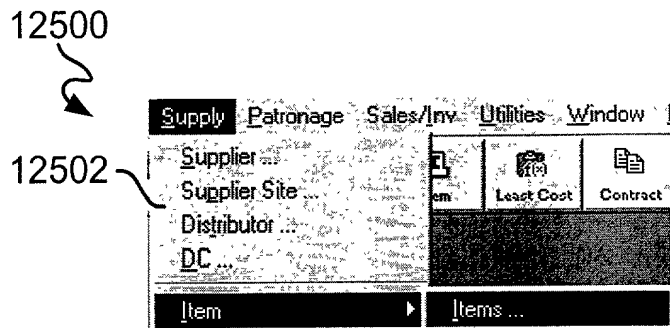 12500
Supply Patronage Sales/Inv Utilities Window
12502
Supplier ...
Supplier Site ...
Distributor ...
DC ...
Least Cost Contract
Item Items ...